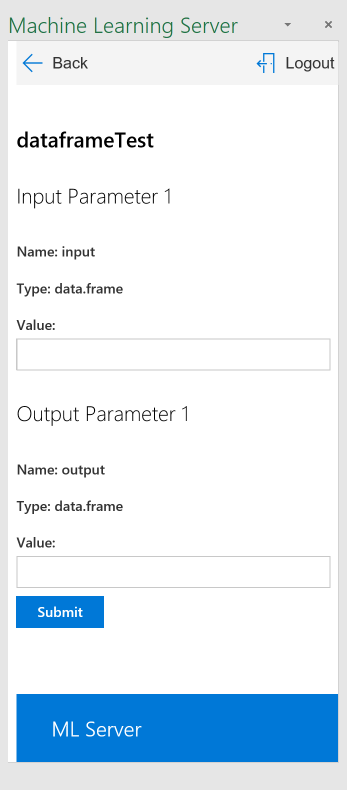 Machine Learning Server
Back
Logout
dataframeTest
Input Parameter 1
Name: input
Type: data.frame
Value:
Output Parameter 1
Name: output
Type: data.frame
Value:
Submit
ML Server